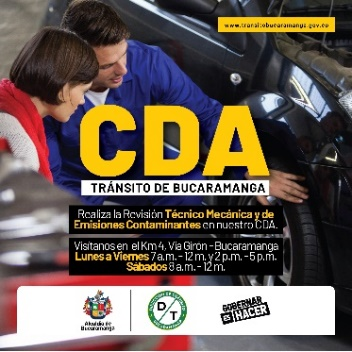 www.transitobucaramanga.gov.co
CDA
TRÁNSITO DE BUCARAMANGA
Realiza la Revisión Técnico Mecánica y de
Emisiones Contaminantes en nuestro CDA.
Visítanos en el Km 4. Vía Girón - Bucaramanga
Lunes a Viernes 7 a.m. - 12 m. y 2 p.m. - 5 p.m.
Sábados 8 a.m. - 12 m.
Alcaldía de
Bucaramanga
DT
GOBERNAR
ES HACER